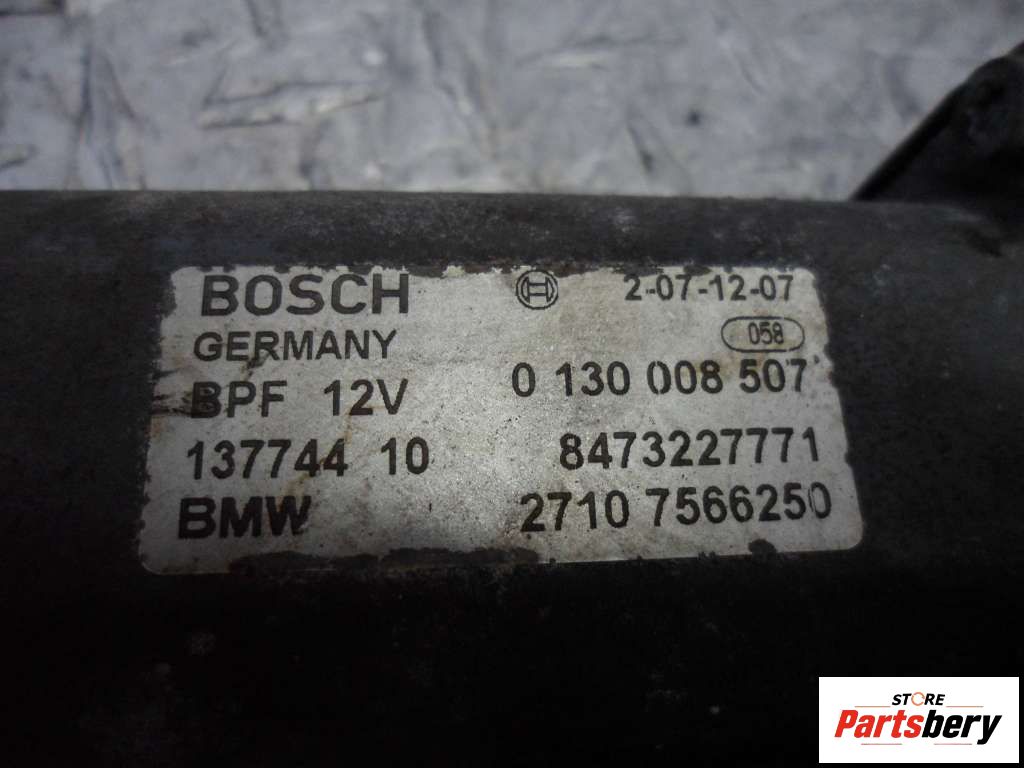 BOSCH 2-07-12-07
GERMANY 058
BPF 12V 0 130 008 507
137744 10 8473227771
BMW 2710 7566250
STORE
Partsbery